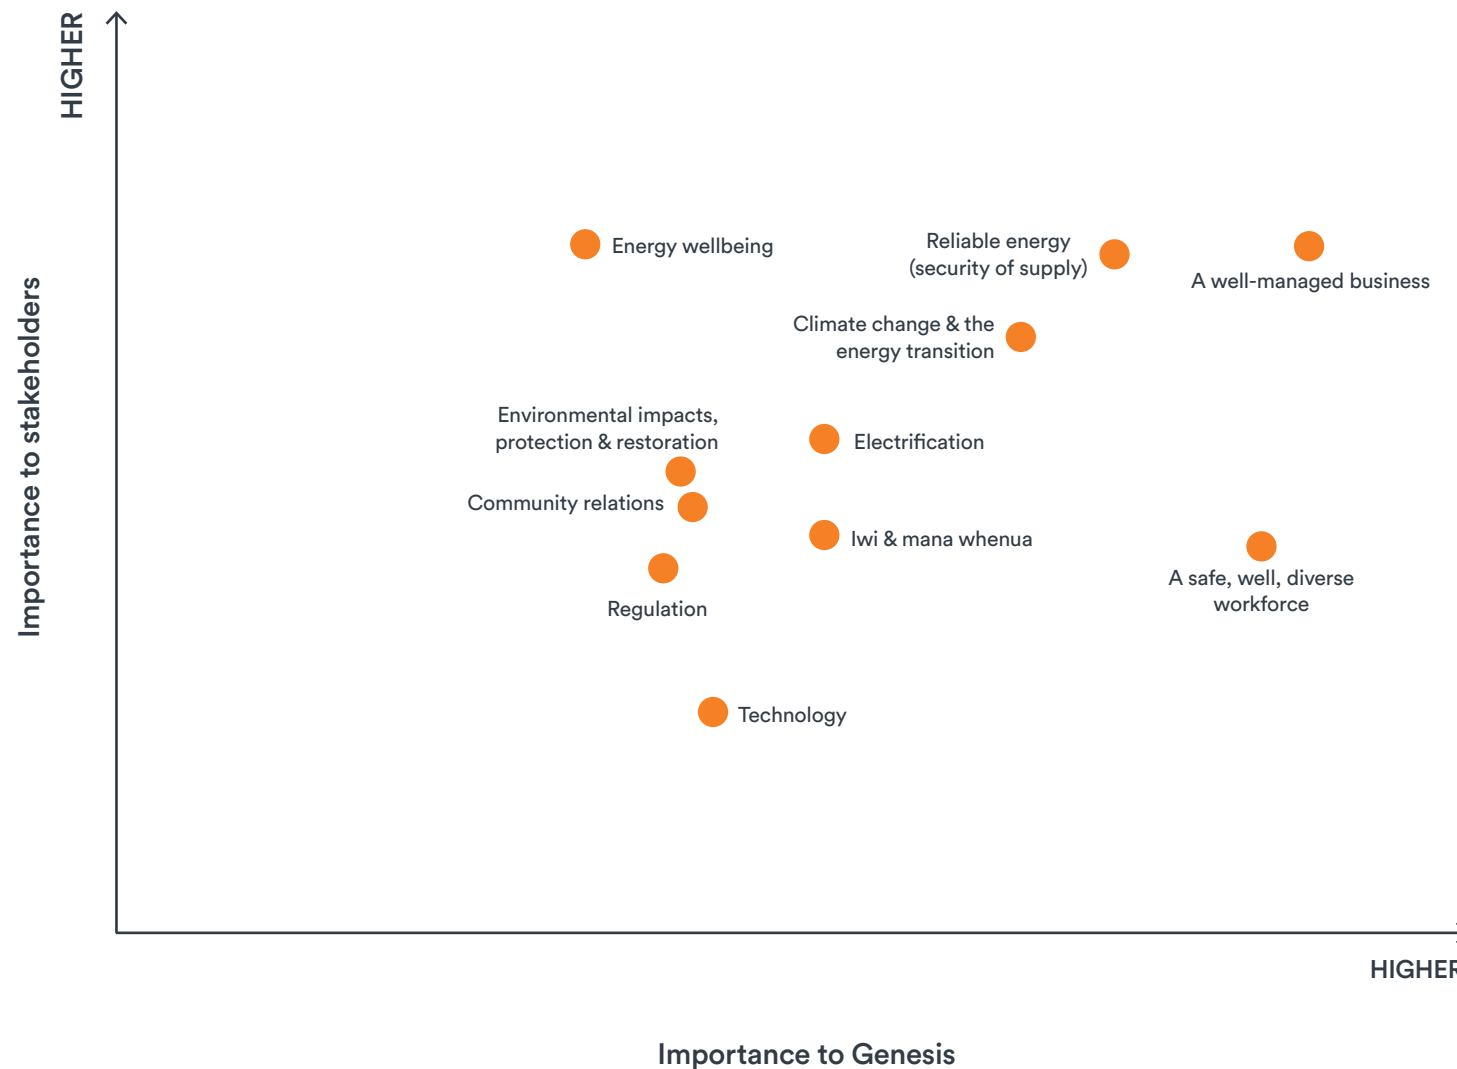 HIGHER
Importance to stakeholders
Energy wellbeing
Reliable energy
(security of supply)
A well-managed business
Climate change & the
energy transition
Environmental impacts,
protection & restoration
Electrification
Community relations
Iwi & mana whenua
A safe, well, diverse
workforce
Regulation
Technology
HIGHER
Importance to Genesis